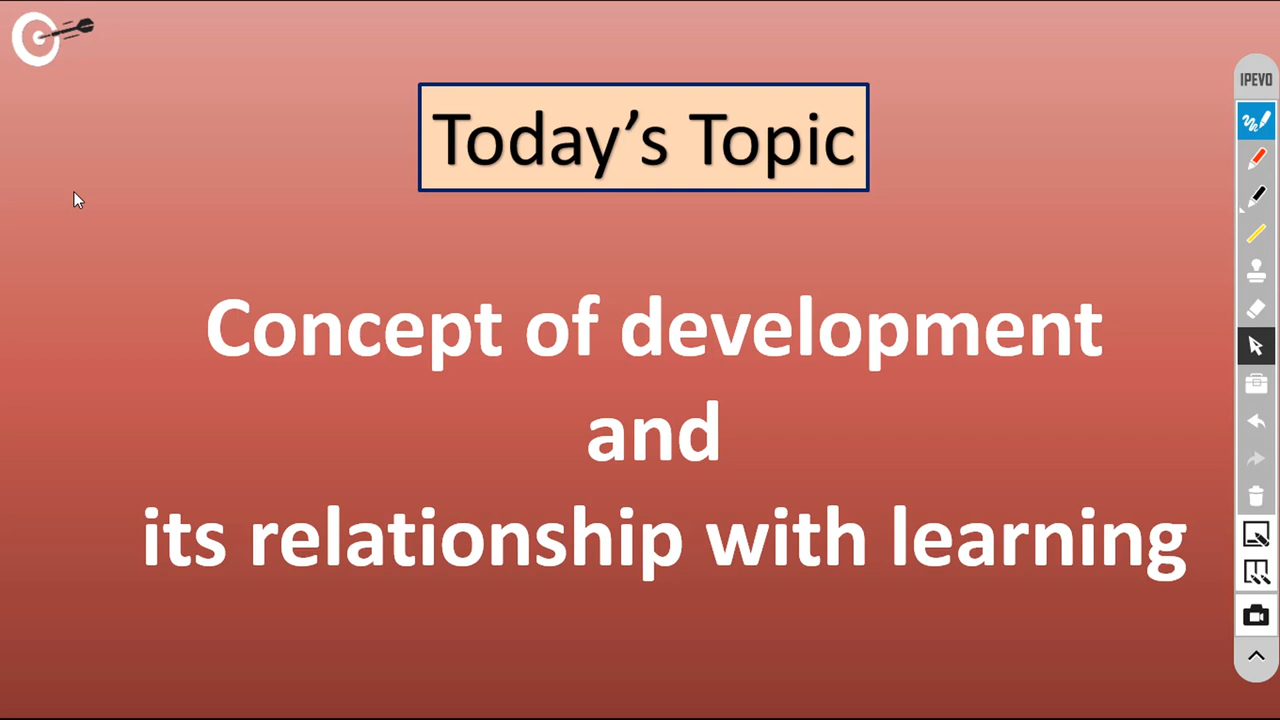 Today’s Topic
IPEVO
Concept of development
and
its relationship with learning